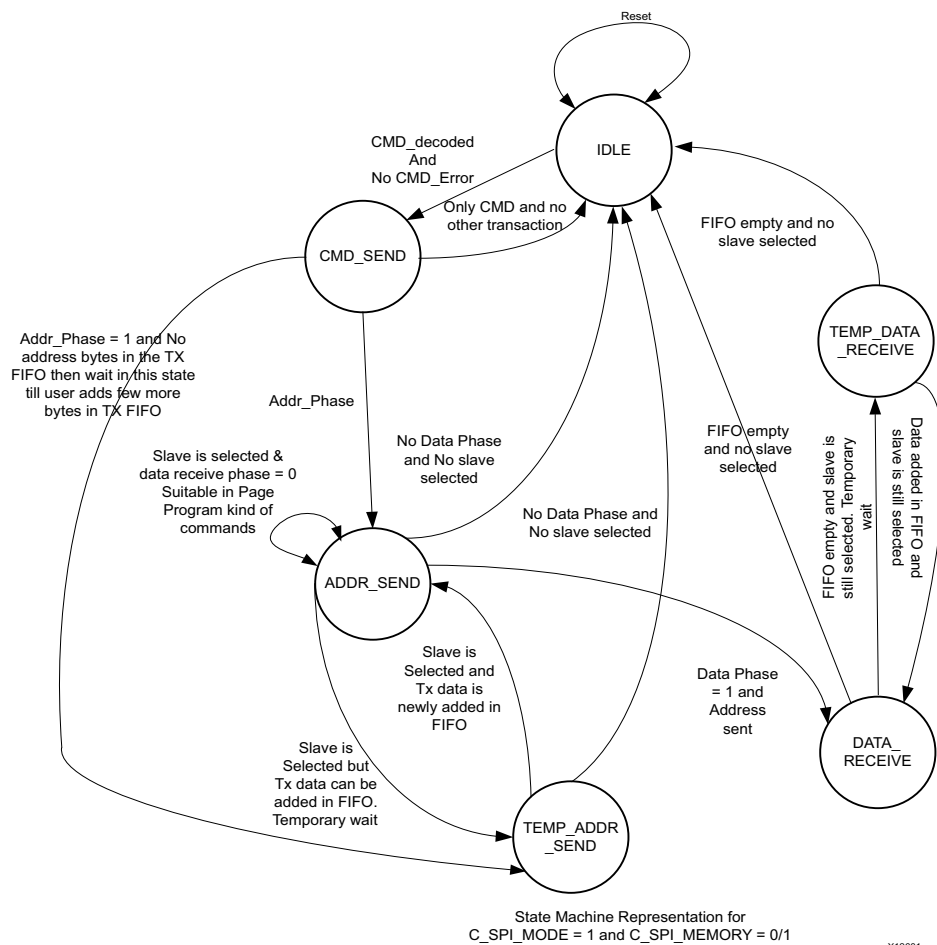 Reset
IDLE
CMD_decoded
And
No CMD_Error
Only CMD and no
other transaction
CMD_SEND
FIFO empty and no
slave selected
TEMP_DATA
_RECEIVE
Addr_Phase = 1 and No
address bytes in the TX
FIFO then wait in this state
till user adds few more
bytes in TX FIFO
Addr_Phase
No Data Phase
and No slave
selected
FIFO empty
and no slave
selected
FIFO empty and slave is
still selected. Temporary
wait
Data added in FIFO and
slave is still selected
Slave is selected &
data receive phase = 0
Suitable in Page
Program kind of
commands
No Data Phase and
No slave selected
ADDR_SEND
Slave is
Selected and
Tx data is
newly added in
FIFO
Data Phase
= 1 and
Address
sent
DATA_
RECEIVE
Slave is
Selected but
Tx data can be
added in FIFO.
Temporary wait
TEMP_ADDR
_SEND
State Machine Representation for
C_SPI_MODE = 1 and C_SPI_MEMORY = 0/1